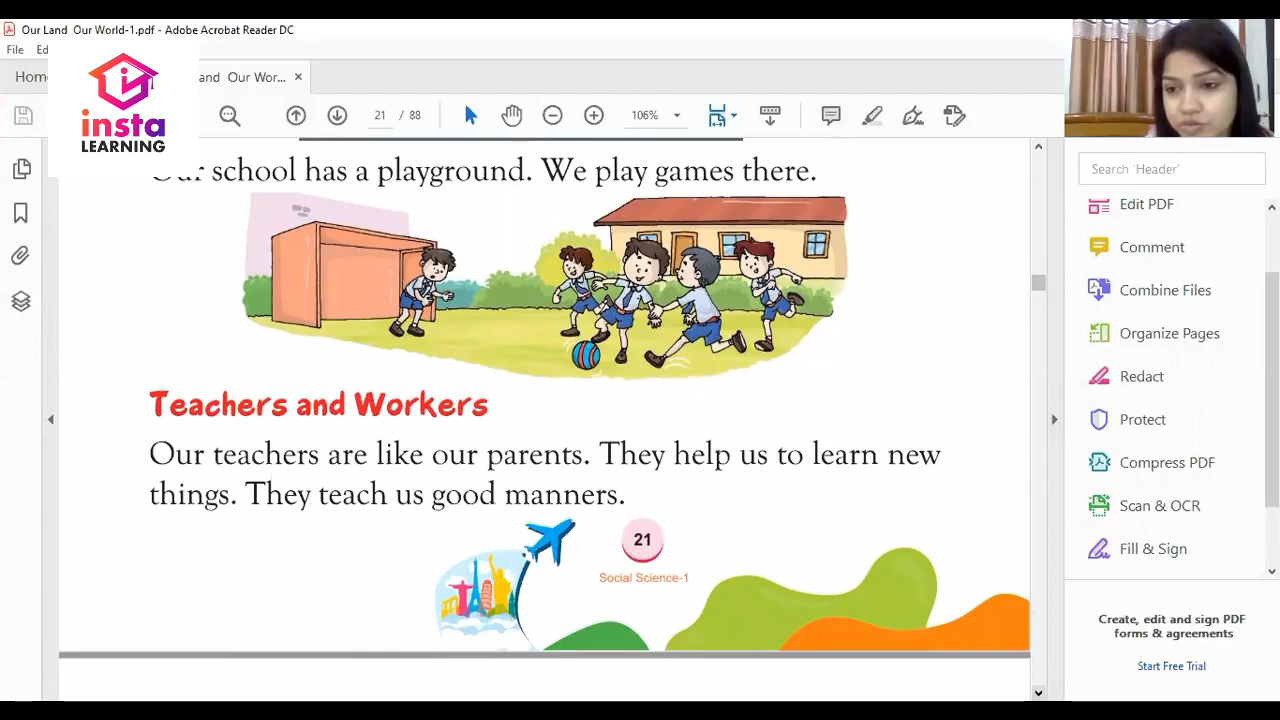 Our Land Our World-1.pdf - Adobe Acrobat Reader DC
File Ed
Home
and Our Wor...
insta
LEARNING
21 / 88
106%
Our school has a playground. We play games there.
Teachers and Workers
Our teachers are like our parents. They help us to learn new
things. They teach us good manners.
21
Social Science-1
Search 'Header'
Edit PDF
Comment
Combine Files
Organize Pages
Redact
Protect
Compress PDF
Scan & OCR
Fill & Sign
Create, edit and sign PDF
forms & agreements
Start Free Trial